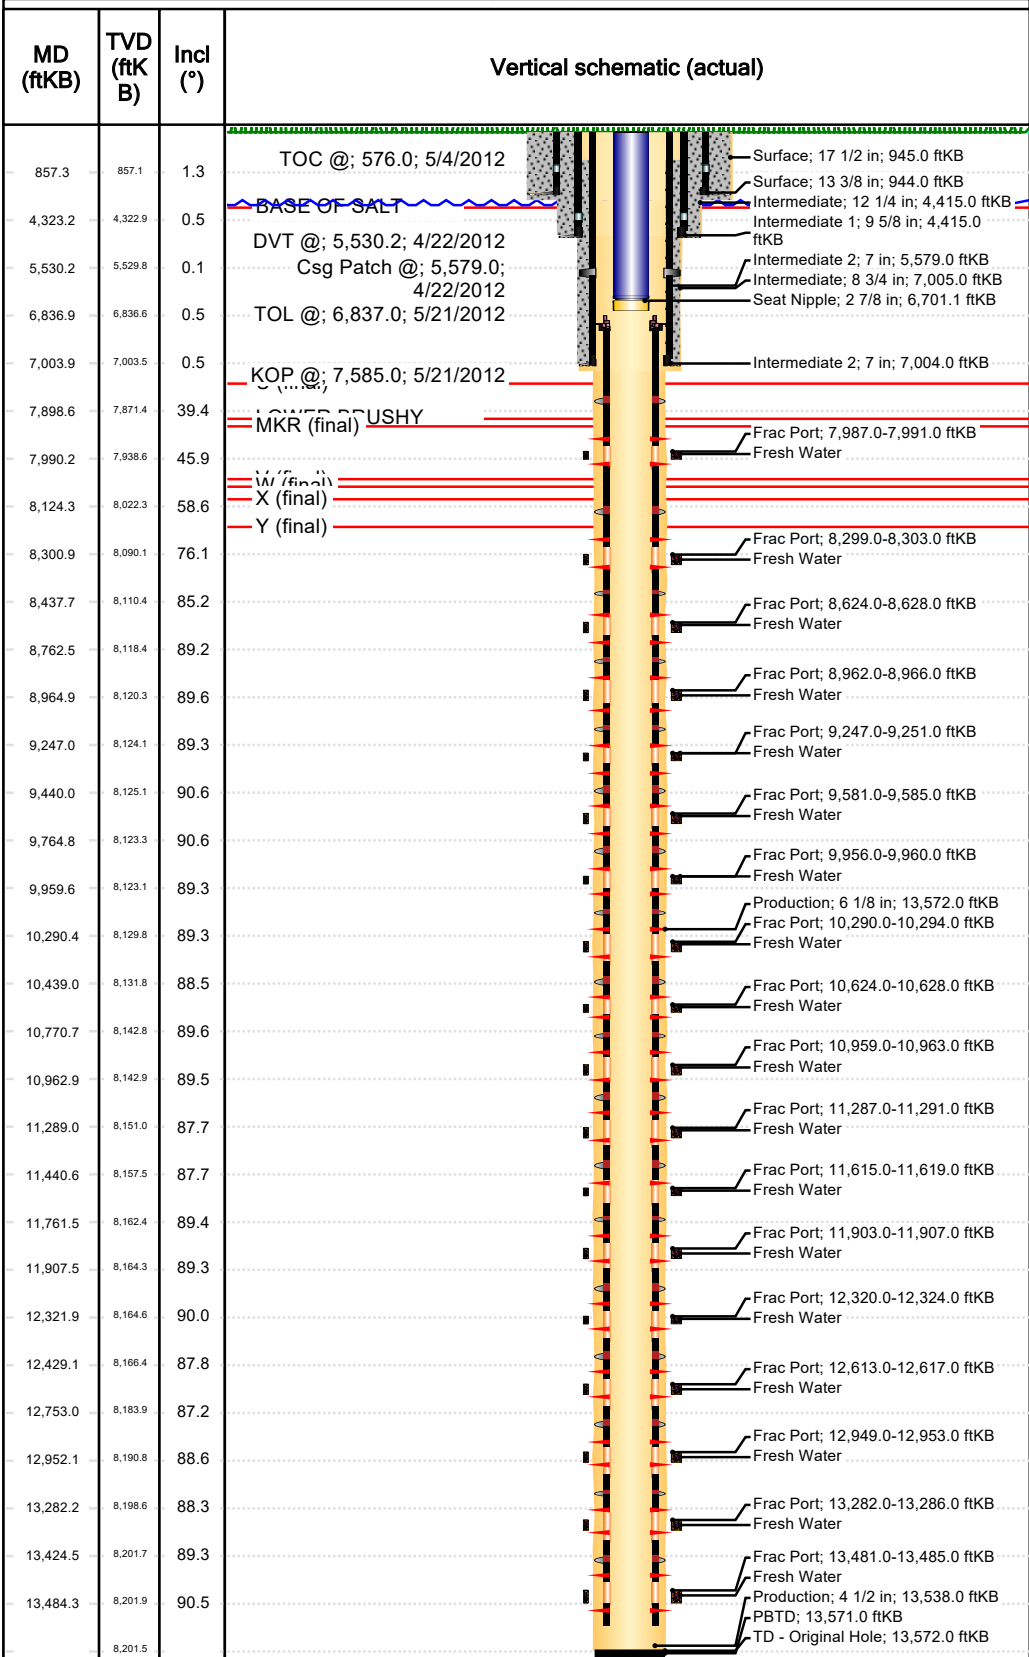 MD
(ftKB)
TVD
(ftK
B)
Incl
(°)
Vertical schematic (actual)
857.3 857.1 1.3
4,323.2 4,322.9 0.5
5,530.2 5,529.8 0.1
6,836.9 6,836.6 0.5
7,003.9 7,003.5 0.5
7,898.6 7,871.4 39.4
7,990.2 7,938.6 45.9
8,124.3 8,022.3 58.6
8,300.9 8,090.1 76.1
8,437.7 8,110.4 85.2
8,762.5 8,118.4 89.2
8,964.9 8,120.3 89.6
9,247.0 8,124.1 89.3
9,440.0 8,125.1 90.6
9,764.8 8,123.3 90.6
9,959.6 8,123.1 89.3
10,290.4 8,129.8 89.3
10,439.0 8,131.8 88.5
10,770.7 8,142.8 89.6
10,962.9 8,142.9 89.5
11,289.0 8,151.0 87.7
11,440.6 8,157.5 87.7
11,761.5 8,162.4 89.4
11,907.5 8,164.3 89.3
12,321.9 8,164.6 90.0
12,429.1 8,166.4 87.8
12,753.0 8,183.9 87.2
12,952.1 8,190.8 88.6
13,282.2 8,198.6 88.3
13,424.5 8,201.7 89.3
13,484.3 8,201.9 90.5
8,201.5
TOC @; 576.0; 5/4/2012
BASE OF SALT
DVT @; 5,530.2; 4/22/2012
Csg Patch @; 5,579.0;
4/22/2012
TOL @; 6,837.0; 5/21/2012
KOP @; 7,585.0; 5/21/2012
(final)
LOWER BRUSHY
MKR (final)
W (final)
X (final)
Y (final)
Surface; 17 1/2 in; 945.0 ftKB
Surface; 13 3/8 in; 944.0 ftKB
Intermediate; 12 1/4 in; 4,415.0 ftKB
Intermediate 1; 9 5/8 in; 4,415.0
ftKB
Intermediate 2; 7 in; 5,579.0 ftKB
Intermediate; 8 3/4 in; 7,005.0 ftKB
Seat Nipple; 2 7/8 in; 6,701.1 ftKB
Intermediate 2; 7 in; 7,004.0 ftKB
Frac Port; 7,987.0-7,991.0 ftKB
Fresh Water
Frac Port; 8,299.0-8,303.0 ftKB
Fresh Water
Frac Port; 8,624.0-8,628.0 ftKB
Fresh Water
Frac Port; 8,962.0-8,966.0 ftKB
Fresh Water
Frac Port; 9,247.0-9,251.0 ftKB
Fresh Water
Frac Port; 9,581.0-9,585.0 ftKB
Fresh Water
Frac Port; 9,956.0-9,960.0 ftKB
Fresh Water
Production; 6 1/8 in; 13,572.0 ftKB
Frac Port; 10,290.0-10,294.0 ftKB
Fresh Water
Frac Port; 10,624.0-10,628.0 ftKB
Fresh Water
Frac Port; 10,959.0-10,963.0 ftKB
Fresh Water
Frac Port; 11,287.0-11,291.0 ftKB
Fresh Water
Frac Port; 11,615.0-11,619.0 ftKB
Fresh Water
Frac Port; 11,903.0-11,907.0 ftKB
Fresh Water
Frac Port; 12,320.0-12,324.0 ftKB
Fresh Water
Frac Port; 12,613.0-12,617.0 ftKB
Fresh Water
Frac Port; 12,949.0-12,953.0 ftKB
Fresh Water
Frac Port; 13,282.0-13,286.0 ftKB
Fresh Water
Frac Port; 13,481.0-13,485.0 ftKB
Fresh Water
Production; 4 1/2 in; 13,538.0 ftKB
PBTD; 13,571.0 ftKB
TD - Original Hole; 13,572.0 ftKB